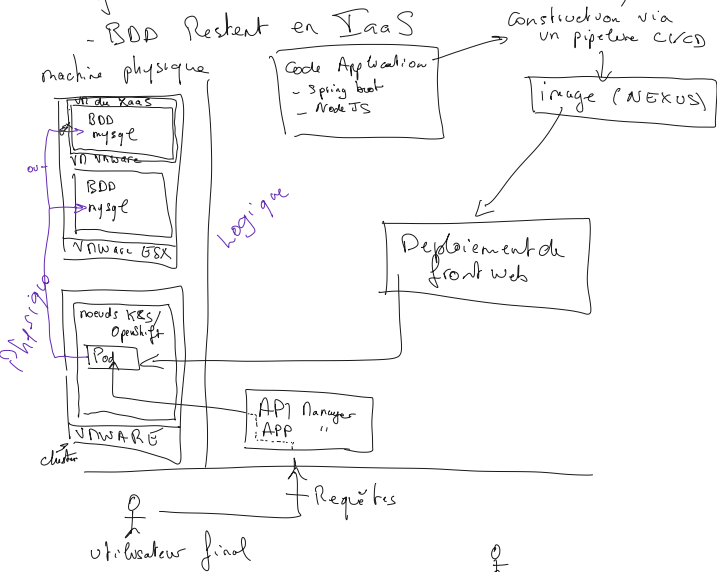 - BDD Restent en IaaS
Construction via
un pipeline CI/CD
machine physique
Code Application
- Spring boot
- Node JS
image (NEXUS)
VM du XaaS
BDD
mysql
VM VMware
BDD
mysql
VMware ESX
ou
Physique
Logique
Deploiement de
front web
noeuds K8S/
Openshift
Pod
VMWARE
cluster
API Manager
APP "
Requêtes
utilisateur final